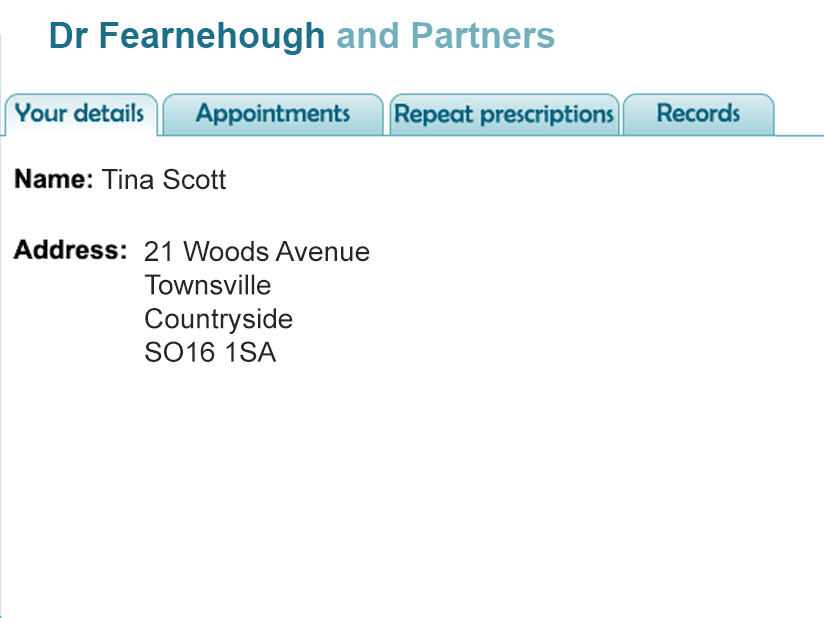 Dr Fearnehough and Partners
Your details
Appointments
Repeat prescriptions
Records
Name: Tina Scott
Address: 21 Woods Avenue
Townsville
Countryside
SO16 1SA